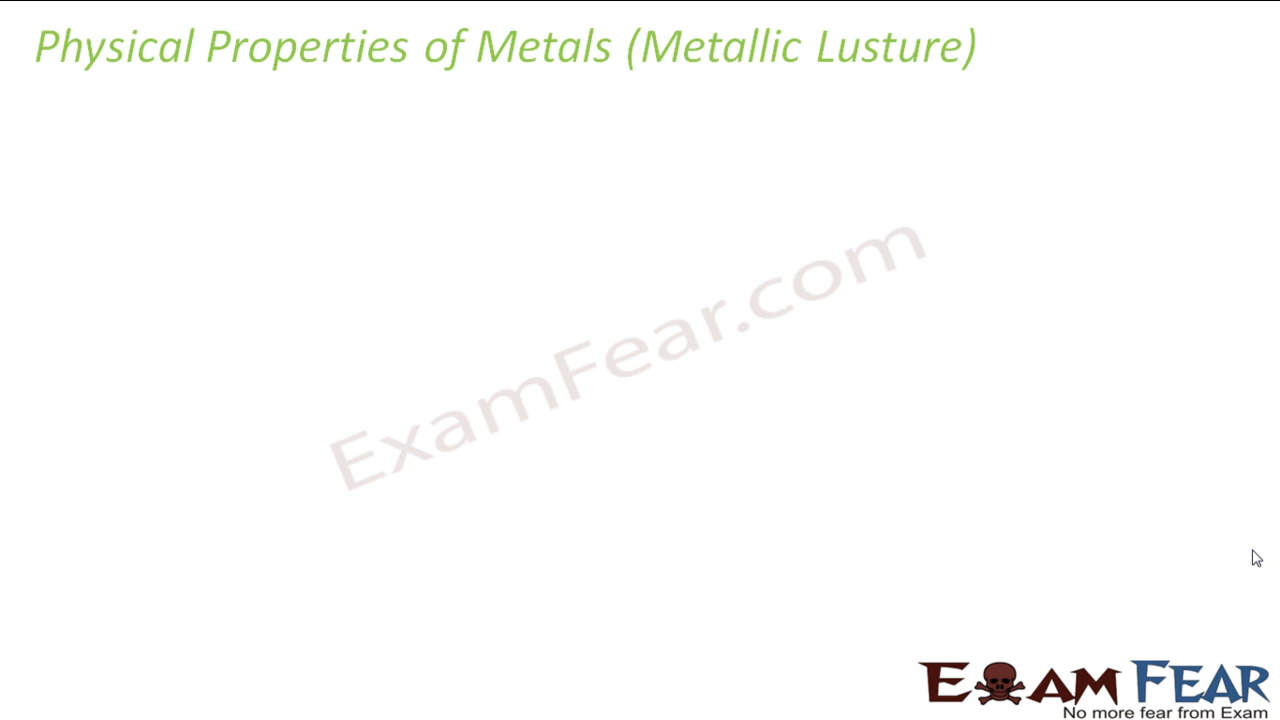 Physical Properties of Metals (Metallic Lusture)
ExamFear.com
EXAM FEAR
No more fear from Exam